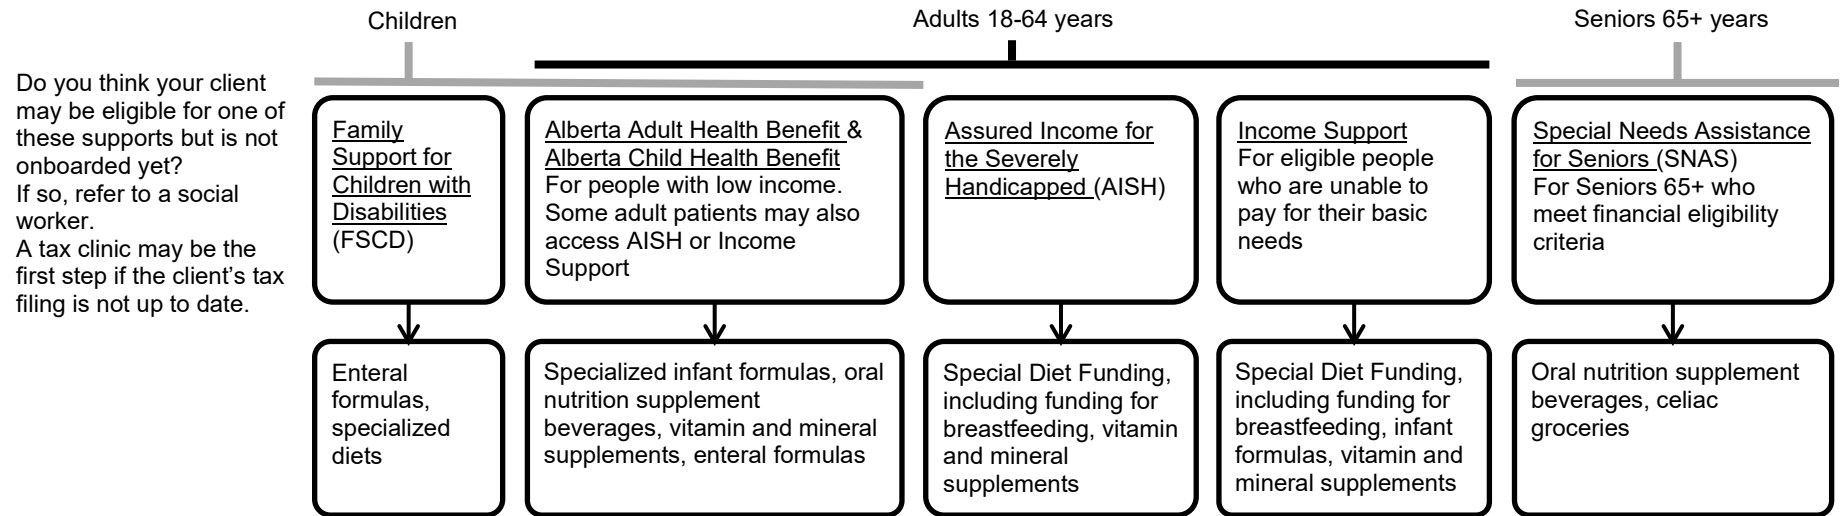 Children
Adults 18-64 years
Seniors 65+ years
Do you think your client
may be eligible for one of
these supports but is not
onboarded yet?
If so, refer to a social
worker.
A tax clinic may be the
first step if the client’s tax
filing is not up to date.
Family
Support for
Children with
Disabilities
(FSCD)
Alberta Adult Health Benefit &
Alberta Child Health Benefit
For people with low income.
Some adult patients may also
access AISH or Income
Support
Assured Income for
the Severely
Handicapped (AISH)
Income Support
For eligible people
who are unable to
pay for their basic
needs
Special Needs Assistance
for Seniors (SNAS)
For Seniors 65+ who
meet financial eligibility
criteria
Enteral
formulas,
specialized
diets
Specialized infant formulas, oral
nutrition supplement
beverages, vitamin and mineral
supplements, enteral formulas
Special Diet Funding,
including funding for
breastfeeding, vitamin
and mineral
supplements
Special Diet Funding,
including funding for
breastfeeding, infant
formulas, vitamin and
mineral supplements
Oral nutrition supplement
beverages, celiac
groceries